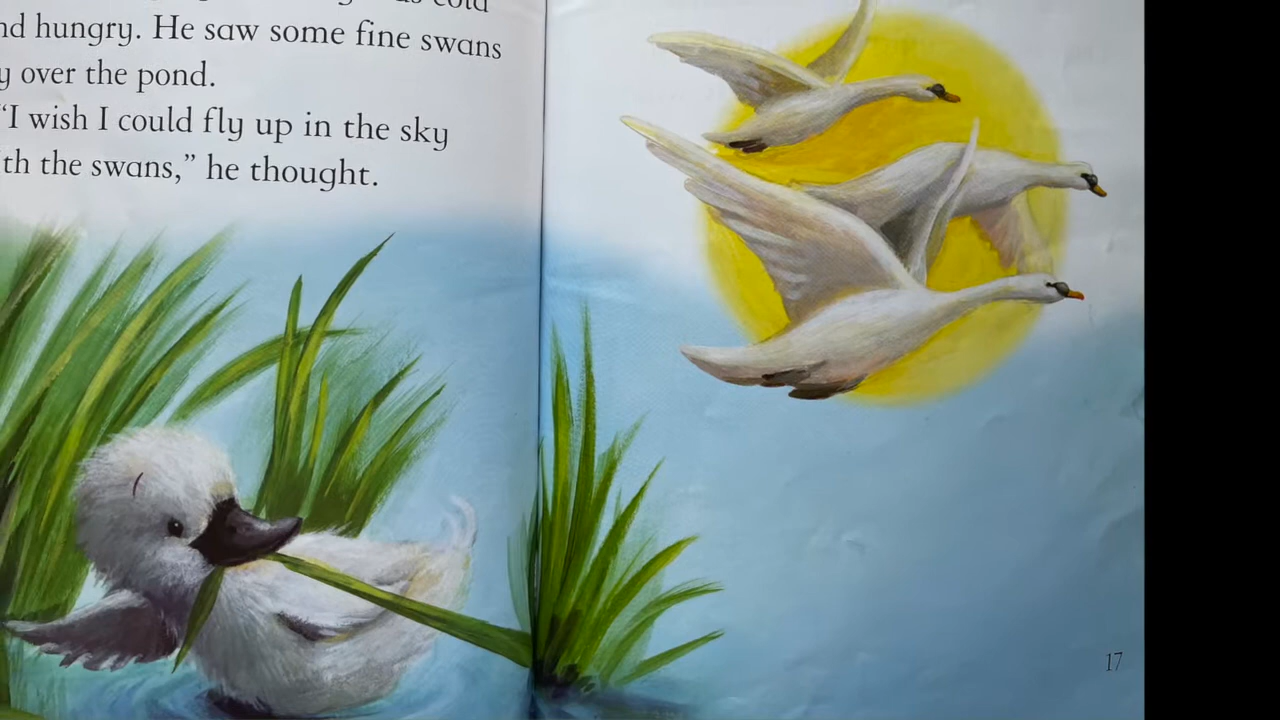 cold
nd hungry. He saw some fine swans
y over the pond.
“I wish I could fly up in the sky
th the swans,” he thought.
17